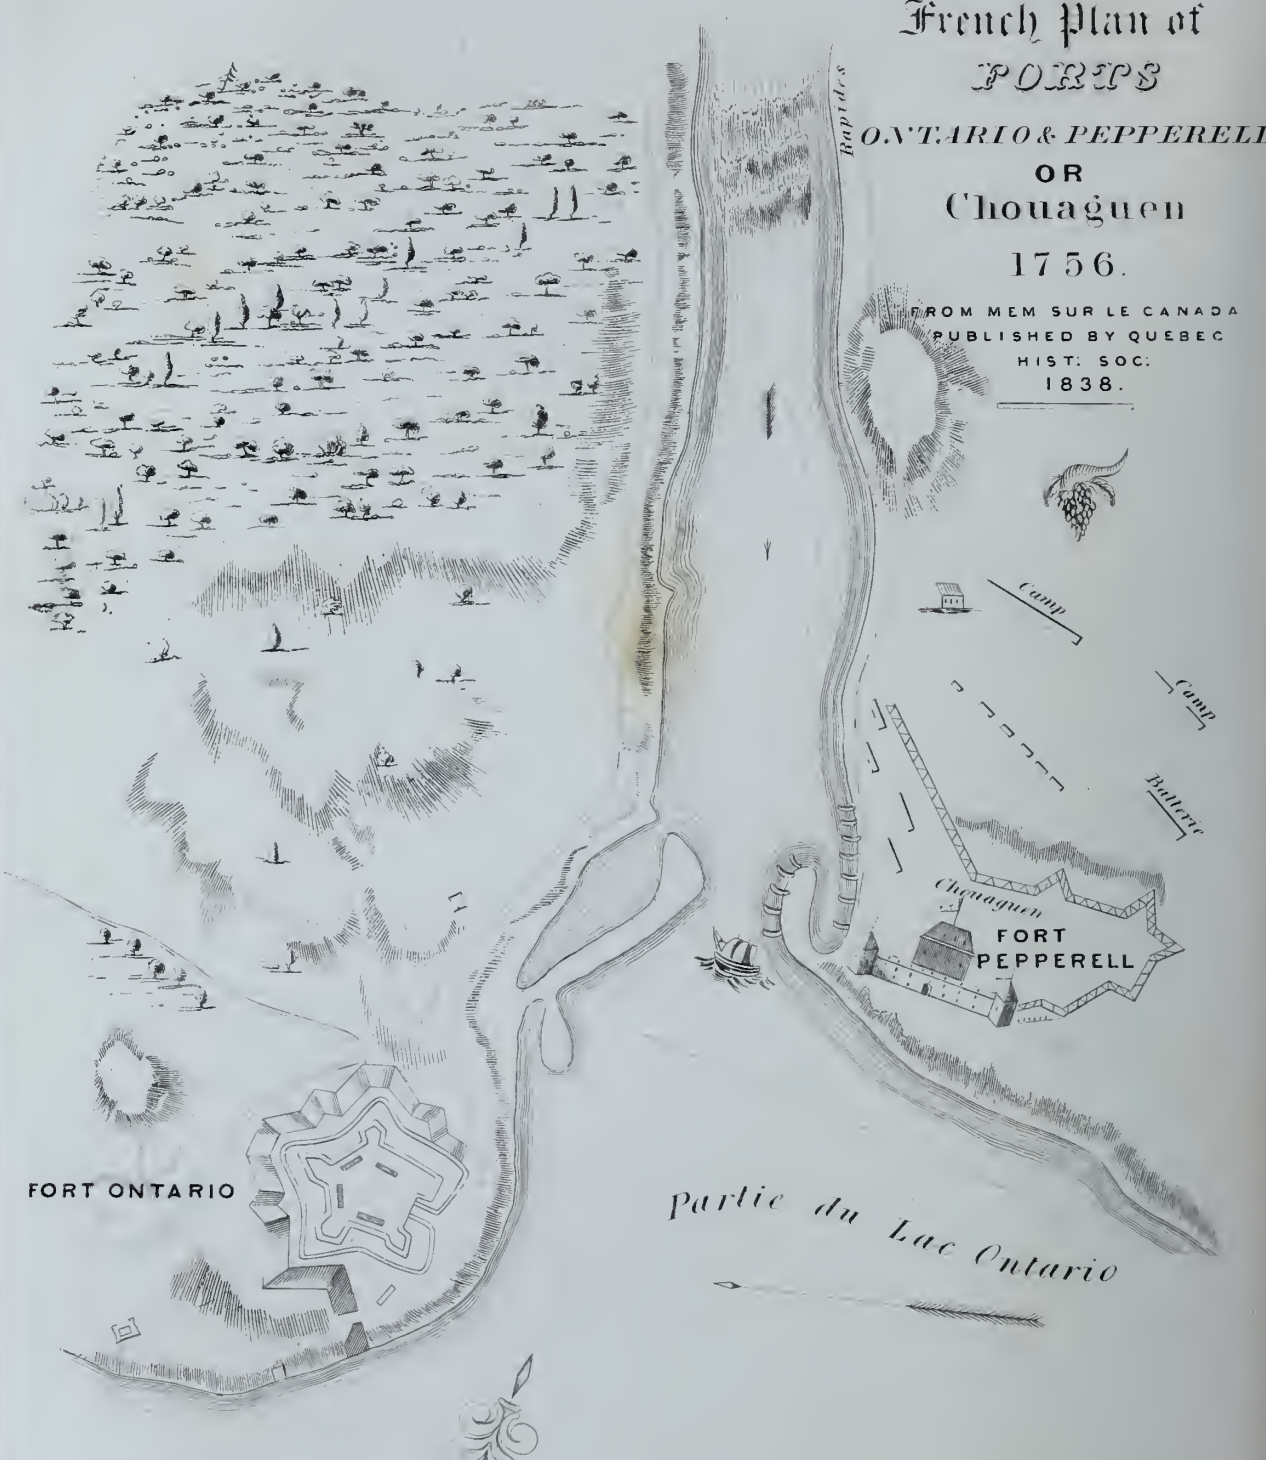 French Plan of
FORTS
ONTARIO & PEPPERELL
OR
Chouaguen
1756.
FROM MEM SUR LE CANADA
PUBLISHED BY QUEBEC
HIST. SOC.
1838.
Rapides
Camp
Camp
Batterie
Chouaguen
FORT
PEPPERELL
FORT ONTARIO
Partie du Lac Ontario